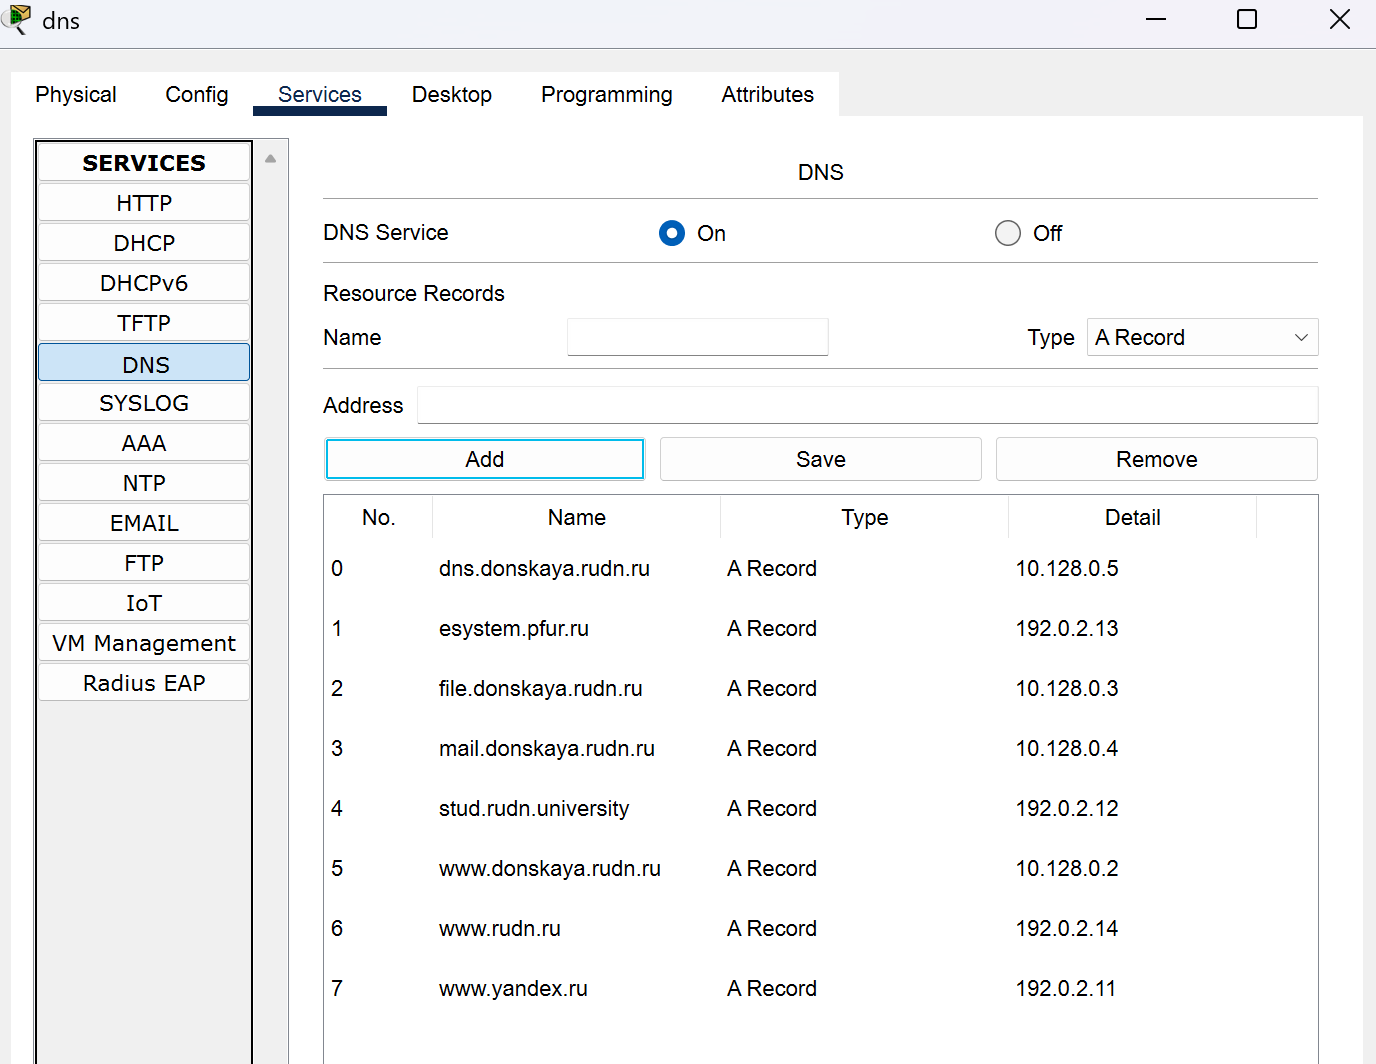 dns
Physical Config Services Desktop Programming Attributes
SERVICES
HTTP
DHCP
DHCPv6
TFTP
DNS
SYSLOG
AAA
NTP
EMAIL
FTP
IoT
VM Management
Radius EAP
DNS
DNS Service On Off
Resource Records
Name Type A Record
Address
Add Save Remove
No. Name Type Detail
0 dns.donskaya.rudn.ru A Record 10.128.0.5
1 esystem.pfur.ru A Record 192.0.2.13
2 file.donskaya.rudn.ru A Record 10.128.0.3
3 mail.donskaya.rudn.ru A Record 10.128.0.4
4 stud.rudn.university A Record 192.0.2.12
5 www.donskaya.rudn.ru A Record 10.128.0.2
6 www.rudn.ru A Record 192.0.2.14
7 www.yandex.ru A Record 192.0.2.11